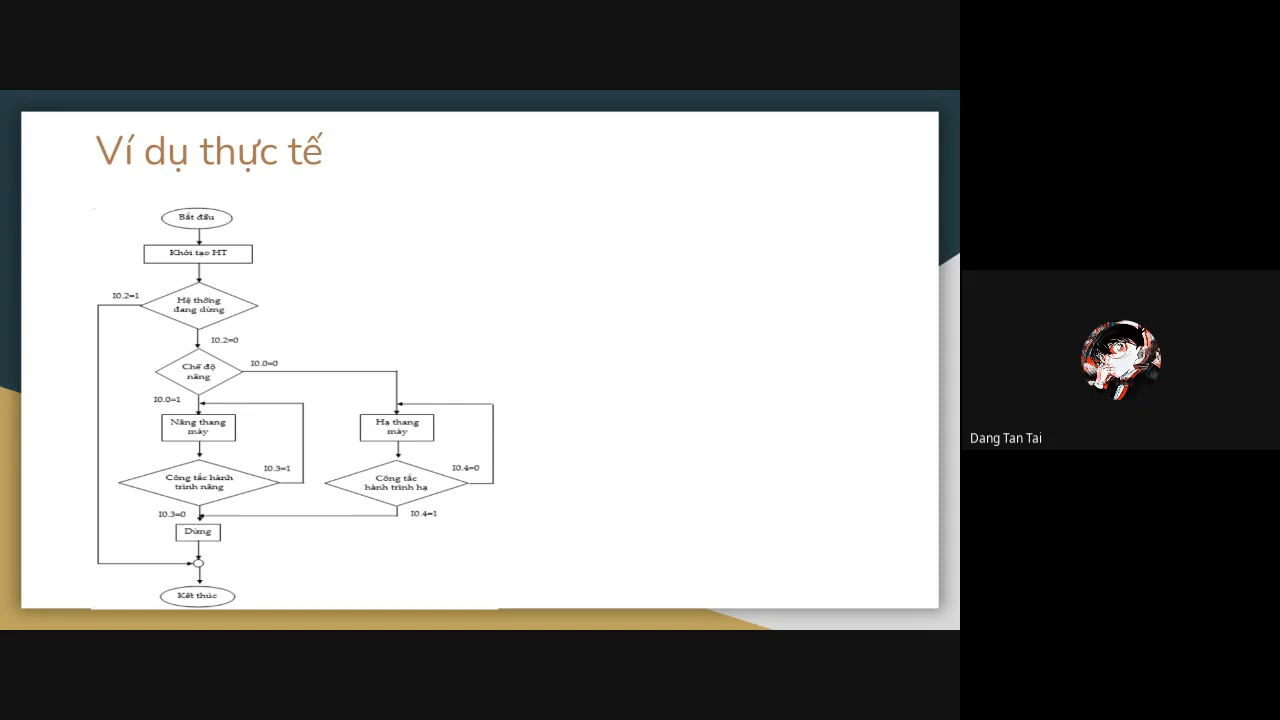 Ví dụ thực tế
Bắt đầu
Khởi tạo HT
I0.2=1
Hệ thống
đang dừng
I0.2=0
Chế độ
nâng
I0.0=0
I0.0=1
Nâng thang
máy
Hạ thang
máy
Công tắc hành
trình nâng
I0.3=1
Công tắc
hành trình hạ
I0.4=0
I0.3=0
I0.4=1
Dừng
Kết thúc
Dang Tan Tai